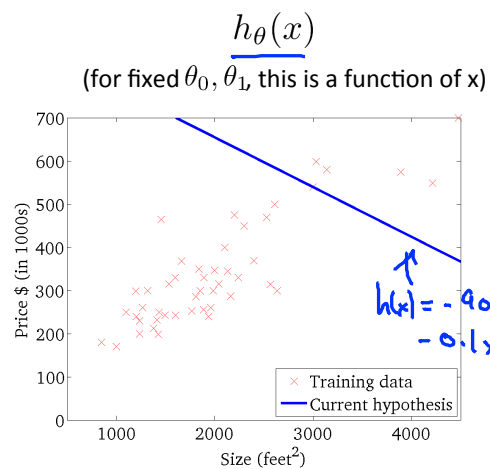 hθ(x)
(for fixed θ0, θ1, this is a function of x)
700
600
500
400
300
200
100
0
Price $ (in 1000s)
h(x) = - 90
- 0.1x
Training data
Current hypothesis
1000
2000
3000
4000
Size (feet²)